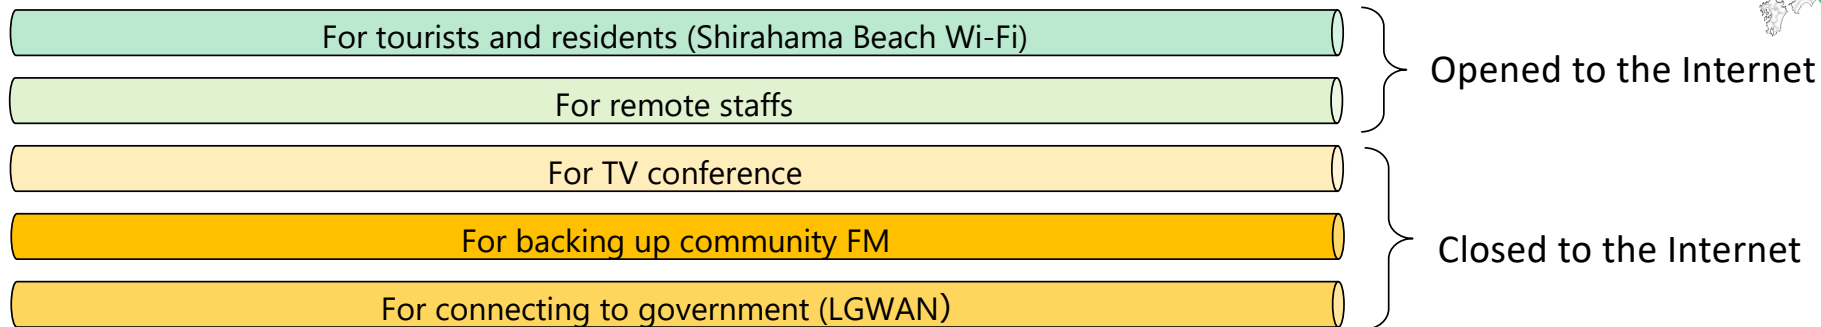 For tourists and residents (Shirahama Beach Wi-Fi)
Opened to the Internet
For remote staffs
For TV conference
For backing up community FM
Closed to the Internet
For connecting to government (LGWAN）